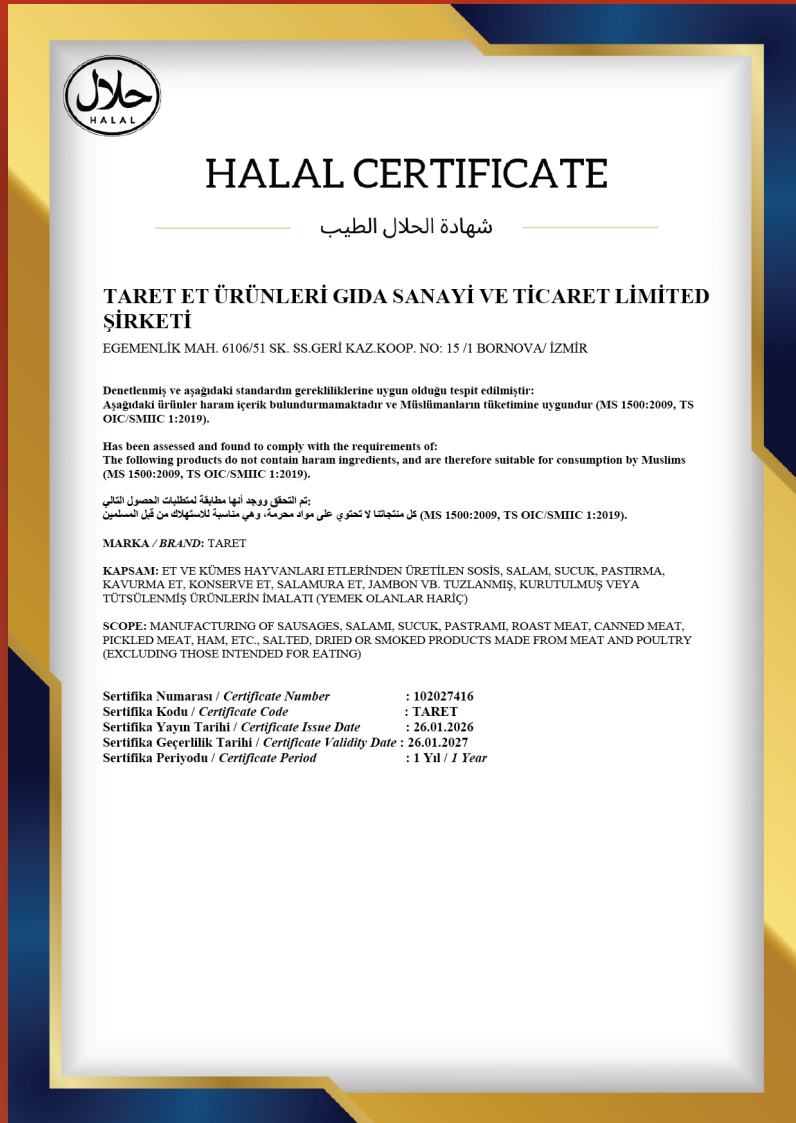 حلال
HALAL
HALAL CERTIFICATE
شهادة الحلال الطيب
TARET ET ÜRÜNLERİ GIDA SANAYİ VE TİCARET LİMİTED
ŞİRKETİ
EGEMENLİK MAH. 6106/51 SK. SS.GERİ KAZ.KOOP. NO: 15 /1 BORNOVA/ İZMİR
Denetlenmiş ve aşağıdaki standardın gerekliliklerine uygun olduğu tespit edilmiştir:
Aşağıdaki ürünler haram içerik bulundurmamaktadır ve Müslümanların tüketimine uygundur (MS 1500:2009, TS
OIC/SMIIC 1:2019).
Has been assessed and found to comply with the requirements of:
The following products do not contain haram ingredients, and are therefore suitable for consumption by Muslims
(MS 1500:2009, TS OIC/SMIIC 1:2019).
تم التحقق ووجد أنها مطابقة لمتطلبات الحصول التالي:
كل منتجاتنا لا تحتوي على مواد محرمة، وهي مناسبة للاستهلاك من قبل المسلمين (MS 1500:2009, TS OIC/SMIIC 1:2019).
MARKA / BRAND: TARET
KAPSAM: ET VE KÜMES HAYVANLARI ETLERİNDEN ÜRETİLEN SOSİS, SALAM, SUCUK, PASTIRMA,
KAVURMA ET, KONSERVE ET, SALAMURA ET, JAMBON VB. TUZLANMIŞ, KURUTULMUŞ VEYA
TÜTSÜLENMİŞ ÜRÜNLERİN İMALATI (YEMEK OLANLAR HARİÇ)
SCOPE: MANUFACTURING OF SAUSAGES, SALAMI, SUCUK, PASTRAMI, ROAST MEAT, CANNED MEAT,
PICKLED MEAT, HAM, ETC., SALTED, DRIED OR SMOKED PRODUCTS MADE FROM MEAT AND POULTRY
(EXCLUDING THOSE INTENDED FOR EATING)
Sertifika Numarası / Certificate Number : 102027416
Sertifika Kodu / Certificate Code : TARET
Sertifika Yayın Tarihi / Certificate Issue Date : 26.01.2026
Sertifika Geçerlilik Tarihi / Certificate Validity Date : 26.01.2027
Sertifika Periyodu / Certificate Period : 1 Yıl / 1 Year